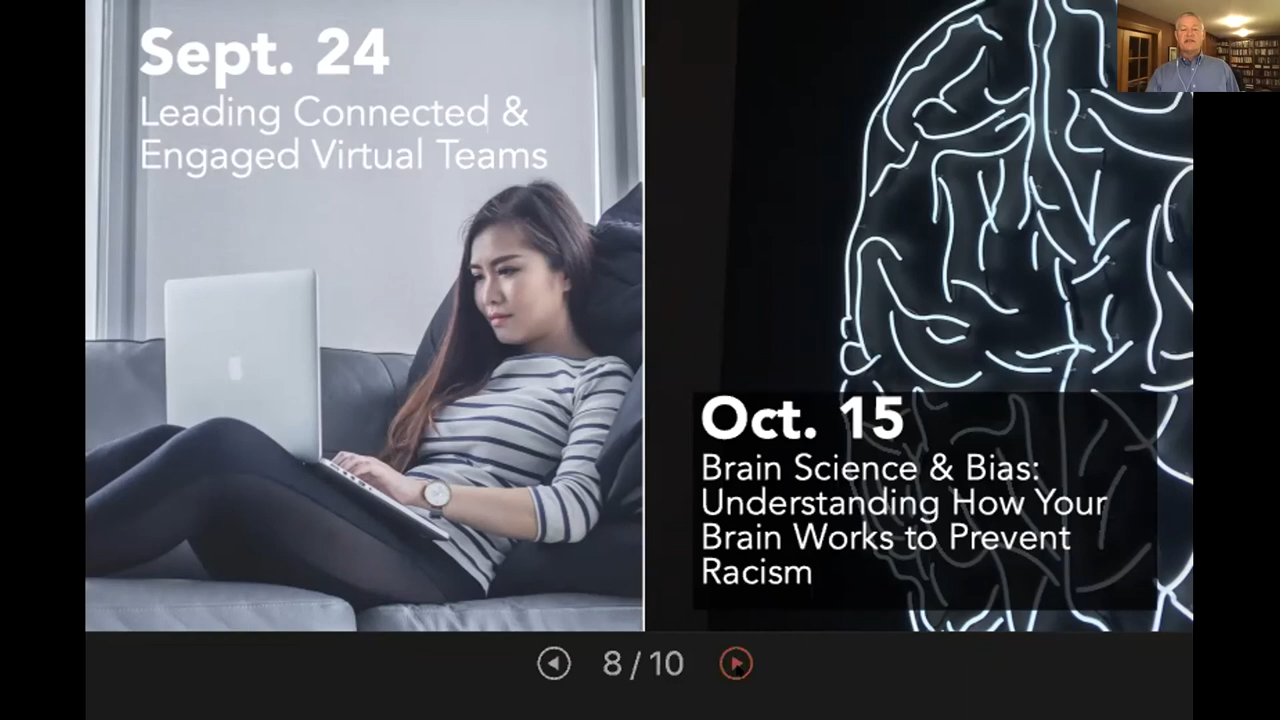 Sept. 24
Leading Connected &
Engaged Virtual Teams
Oct. 15
Brain Science & Bias:
Understanding How Your
Brain Works to Prevent
Racism
8 / 10